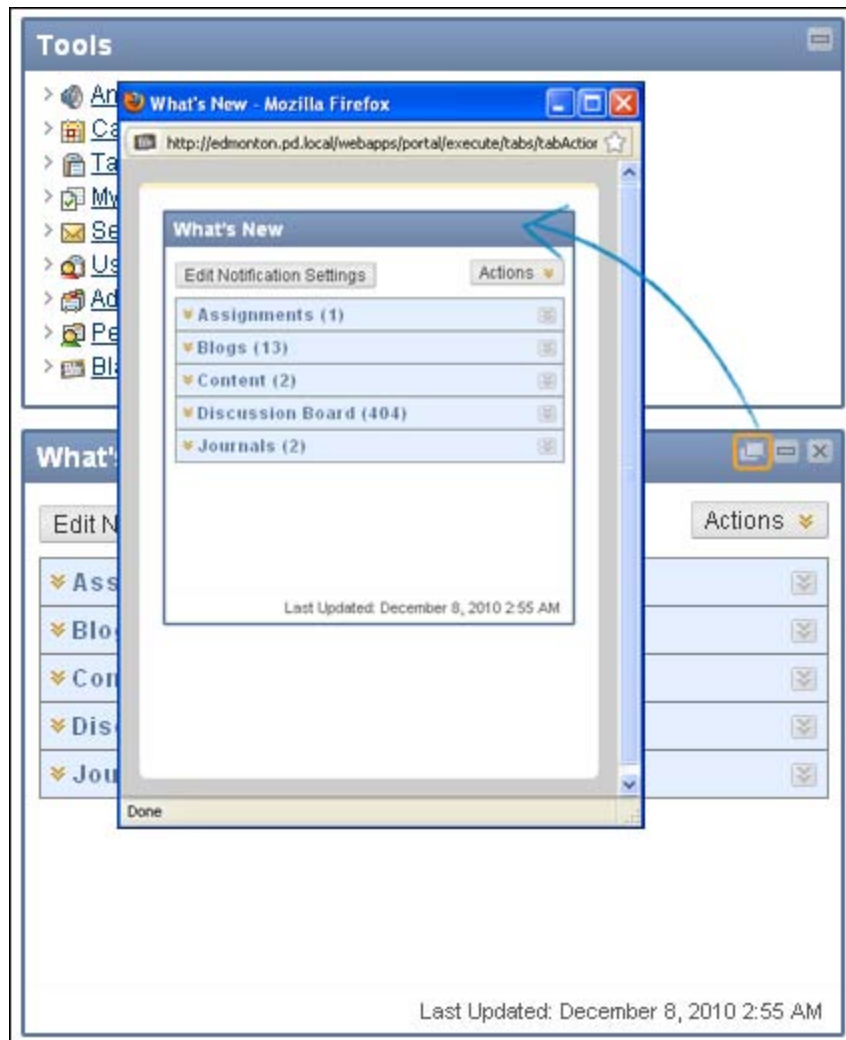 Tools
An
Ca
Ta
My
Se
Us
Ad
Pe
Bla
What's New - Mozilla Firefox
http://edmonton.pd.local/webapps/portal/execute/tabs/tabAction
What's New
Edit Notification Settings
Actions
Assignments (1)
Blogs (13)
Content (2)
Discussion Board (404)
Journals (2)
Last Updated: December 8, 2010 2:55 AM
Done
What's
Edit N
Actions
Ass
Blo
Con
Disc
Jou
Last Updated: December 8, 2010 2:55 AM